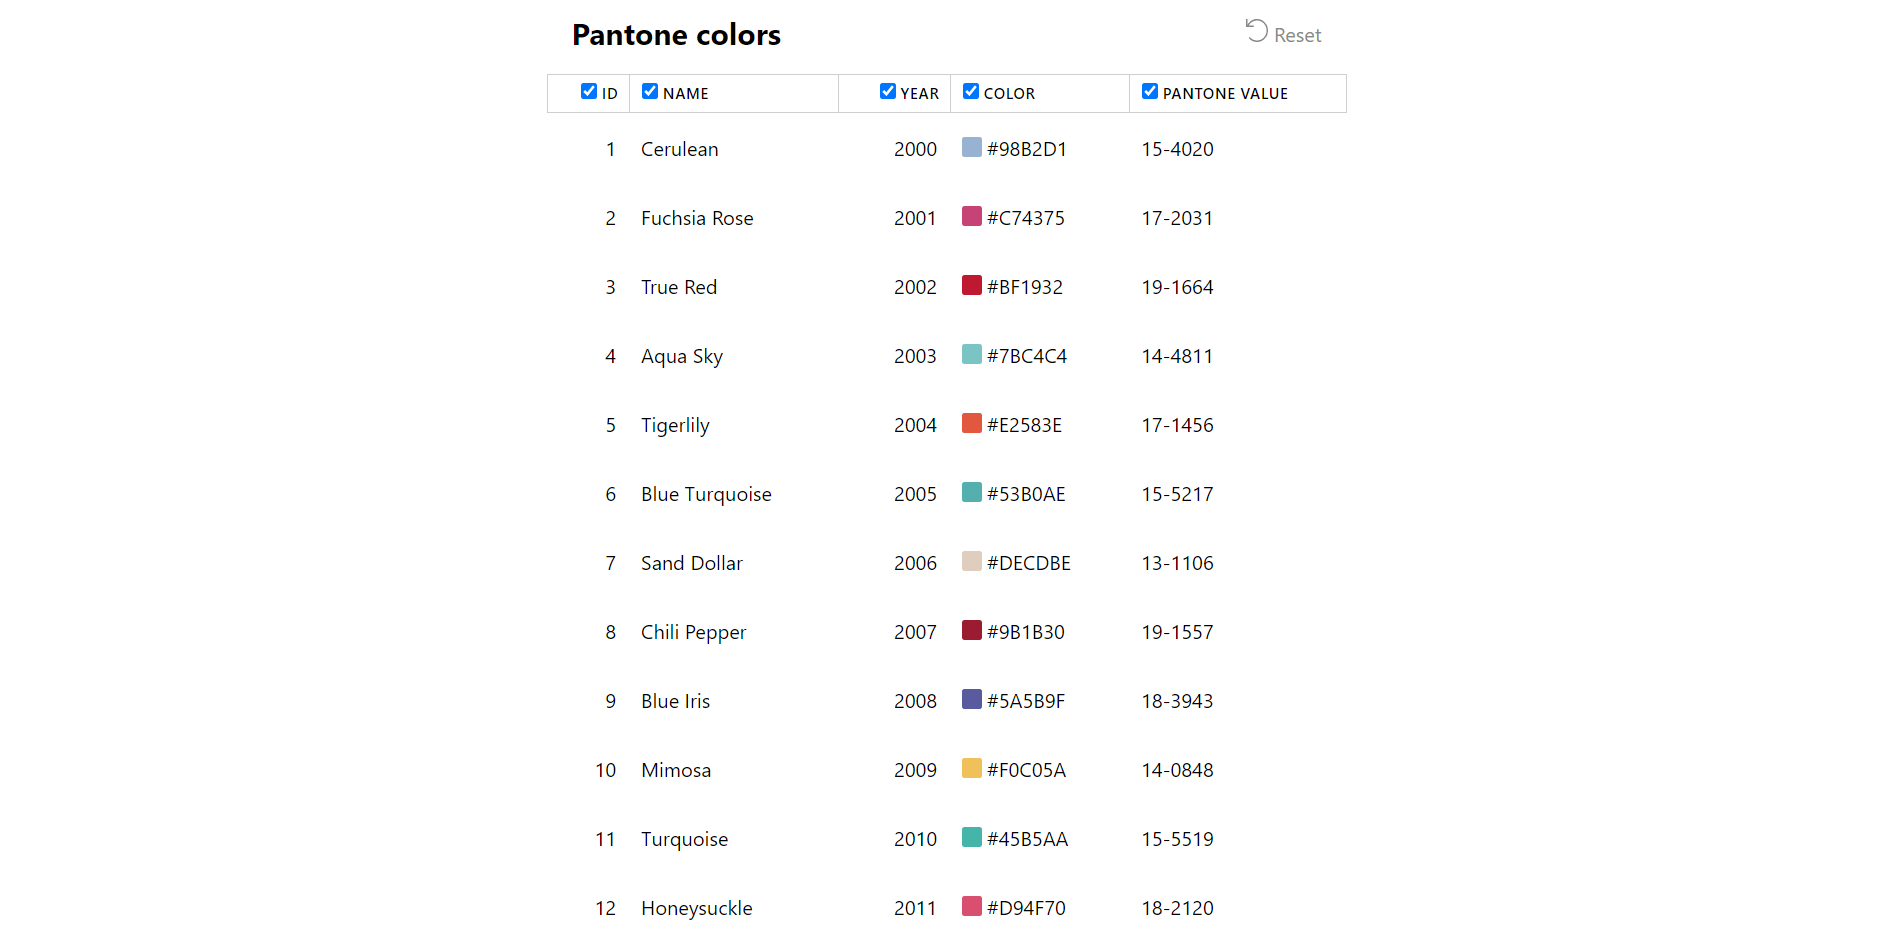 Pantone colors
Reset
ID NAME YEAR COLOR PANTONE VALUE
1 Cerulean 2000 #98B2D1 15-4020
2 Fuchsia Rose 2001 #C74375 17-2031
3 True Red 2002 #BF1932 19-1664
4 Aqua Sky 2003 #7BC4C4 14-4811
5 Tigerlily 2004 #E2583E 17-1456
6 Blue Turquoise 2005 #53B0AE 15-5217
7 Sand Dollar 2006 #DECDBE 13-1106
8 Chili Pepper 2007 #9B1B30 19-1557
9 Blue Iris 2008 #5A5B9F 18-3943
10 Mimosa 2009 #F0C05A 14-0848
11 Turquoise 2010 #45B5AA 15-5519
12 Honeysuckle 2011 #D94F70 18-2120